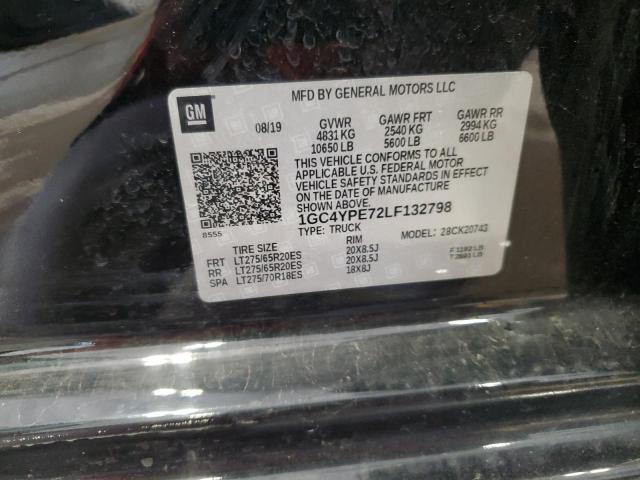 GM
MFD BY GENERAL MOTORS LLC
08/19 GVWR GAWR FRT GAWR RR
4831 KG 2540 KG 2994 KG
10650 LB 5600 LB 6600 LB
THIS VEHICLE CONFORMS TO ALL
APPLICABLE U.S. FEDERAL MOTOR
VEHICLE SAFETY STANDARDS IN EFFECT
ON THE DATE OF MANUFACTURE
SHOWN ABOVE.
1GC4YPE72LF132798
8555 TYPE: TRUCK MODEL: 28CK20743
TIRE SIZE RIM
FRT LT275/65R20ES 20X8.5J F
RR LT275/65R20ES 20X8.5J T
SPA LT275/70R18ES 18X8J